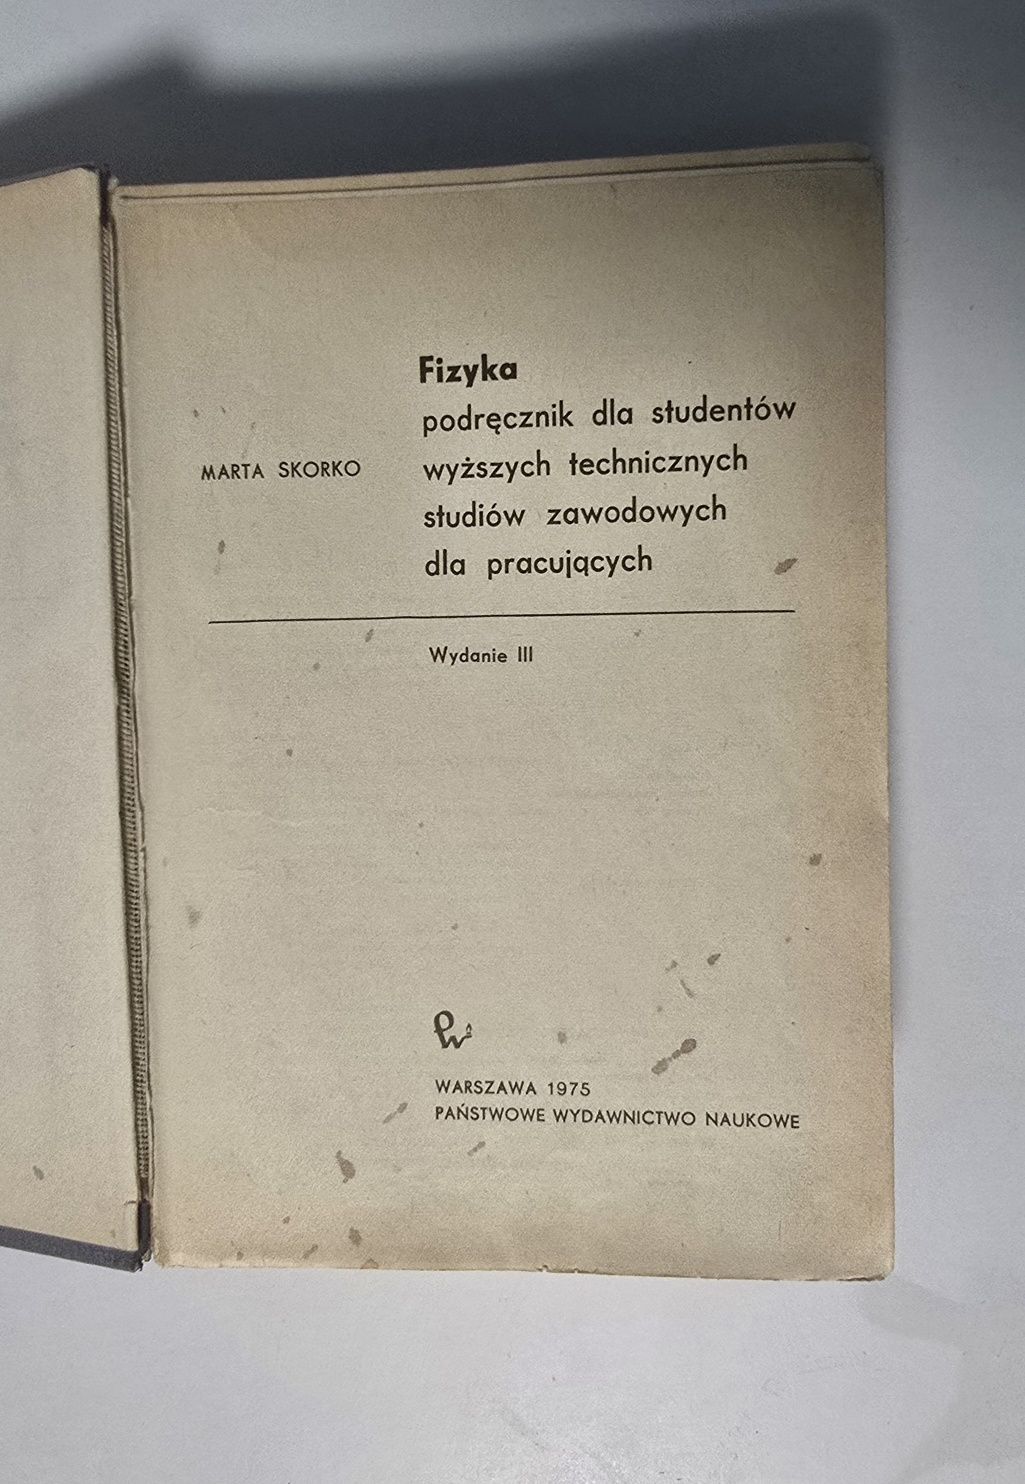 Fizyka
podręcznik dla studentów
MARTA SKORKO
wyższych technicznych
studiów zawodowych
dla pracujących
Wydanie III
WARSZAWA 1975
PAŃSTWOWE WYDAWNICTWO NAUKOWE